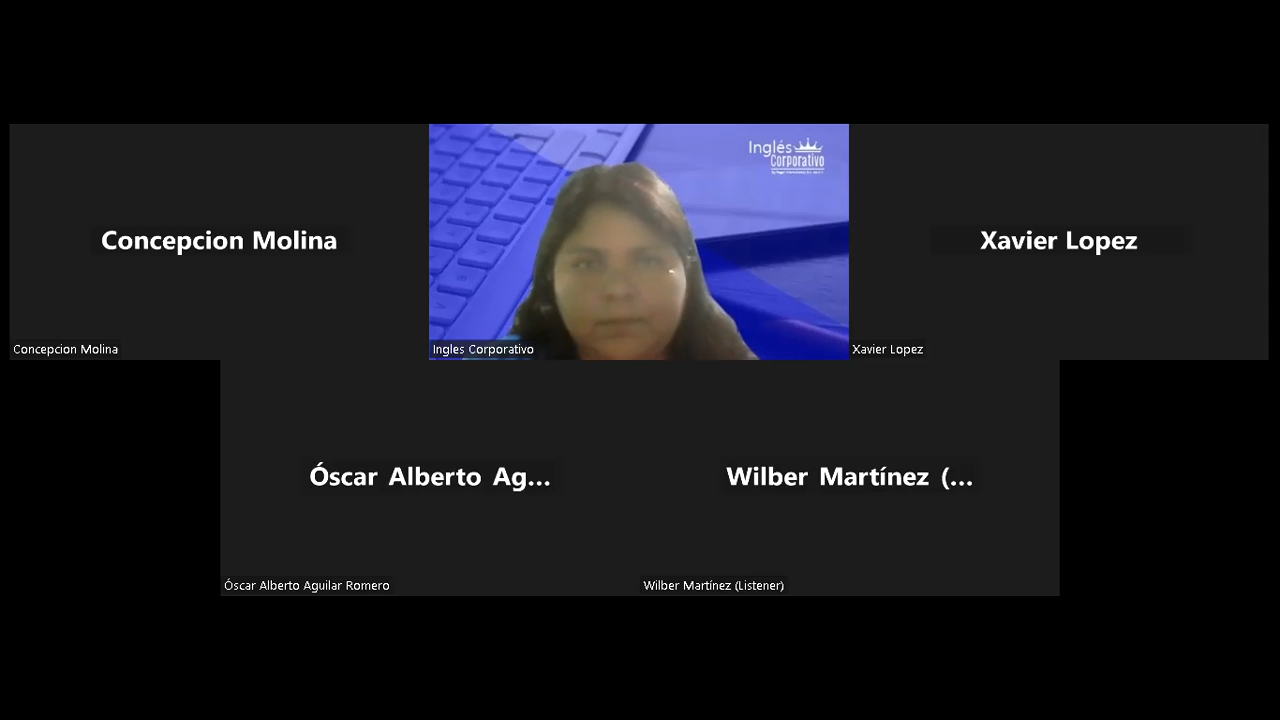 Concepcion Molina
Concepcion Molina
Inglés
Corporativo
Ingles Corporativo
Xavier Lopez
Xavier Lopez
Óscar Alberto Ag...
Óscar Alberto Aguilar Romero
Wilber Martínez (...
Wilber Martínez (Listener)